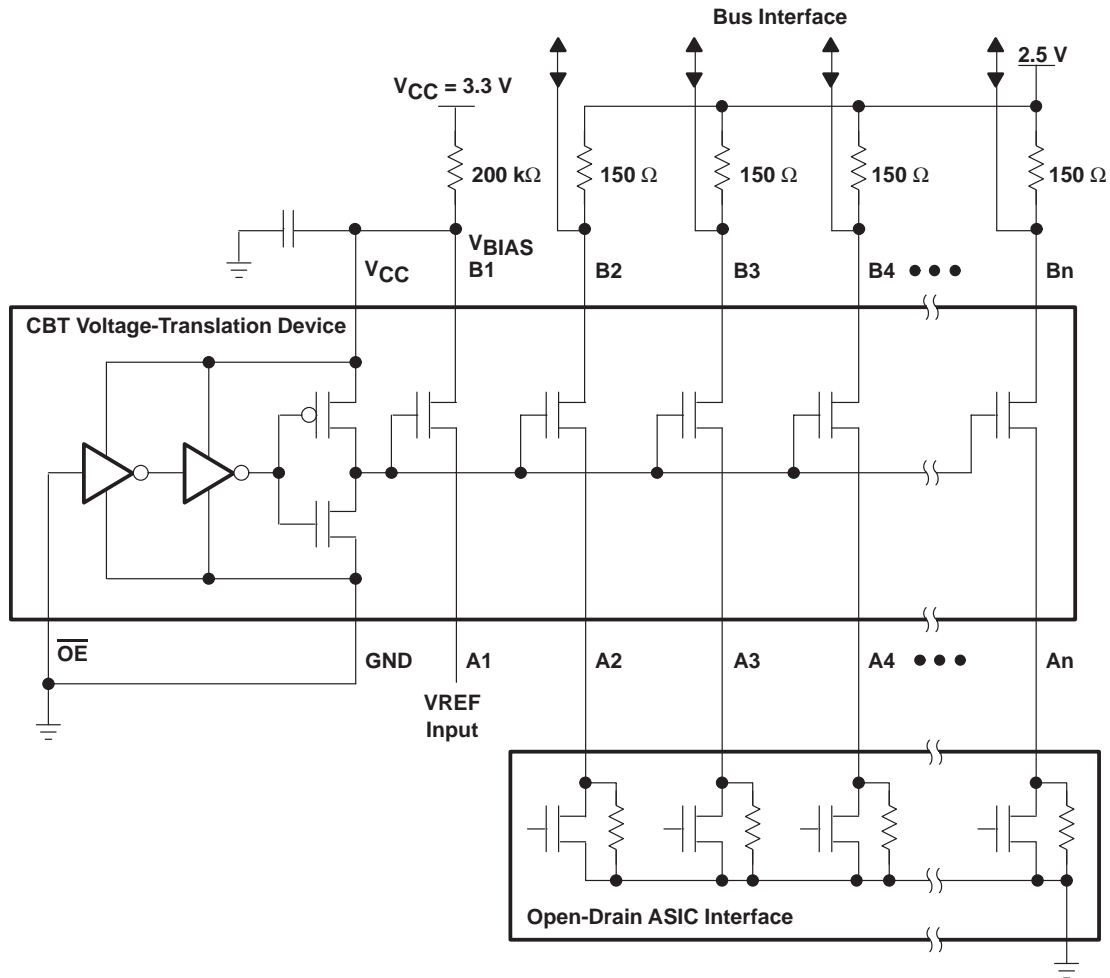 Bus Interface
2.5 V
VCC = 3.3 V
200 kΩ
150 Ω
150 Ω
150 Ω
150 Ω
VCC
VBIAS
B1
B2
B3
B4
Bn
CBT Voltage-Translation Device
OE
GND
A1
A2
A3
A4
An
VREF
Input
Open-Drain ASIC Interface